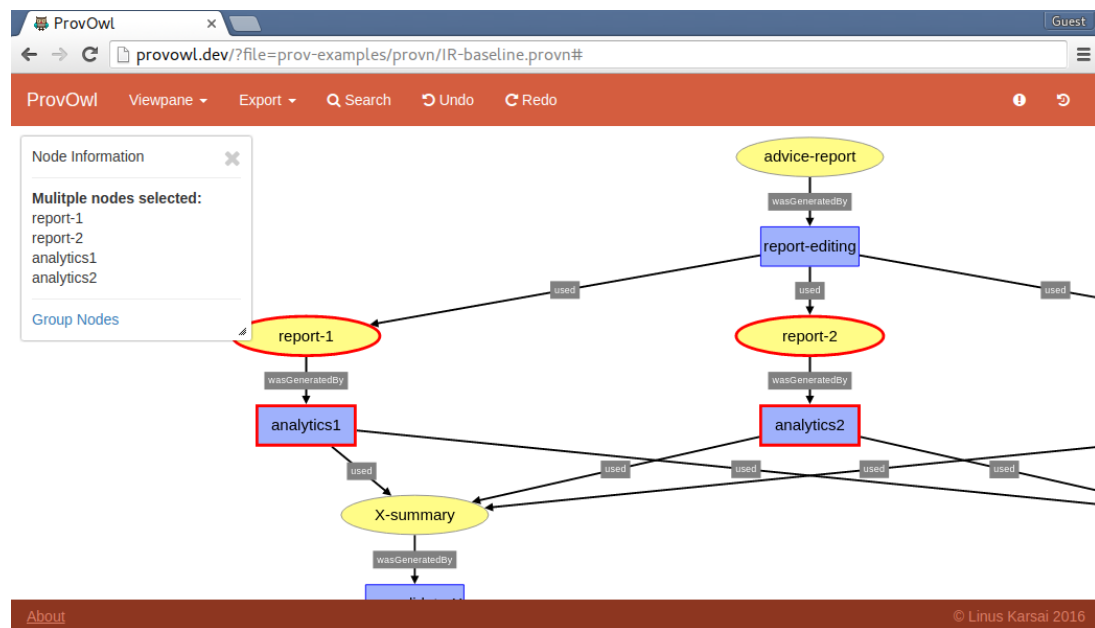 ProvOwl
Guest
provowl.dev/?file=prov-examples/provn/IR-baseline.provn#
ProvOwl Viewpane Export Search Undo Redo
Node Information
Mulitple nodes selected:
report-1
report-2
analytics1
analytics2
Group Nodes
advice-report
wasGeneratedBy
report-editing
used used used
report-1 report-2
wasGeneratedBy wasGeneratedBy
analytics1 analytics2
used used used used used
X-summary
wasGeneratedBy
About © Linus Karsai 2016